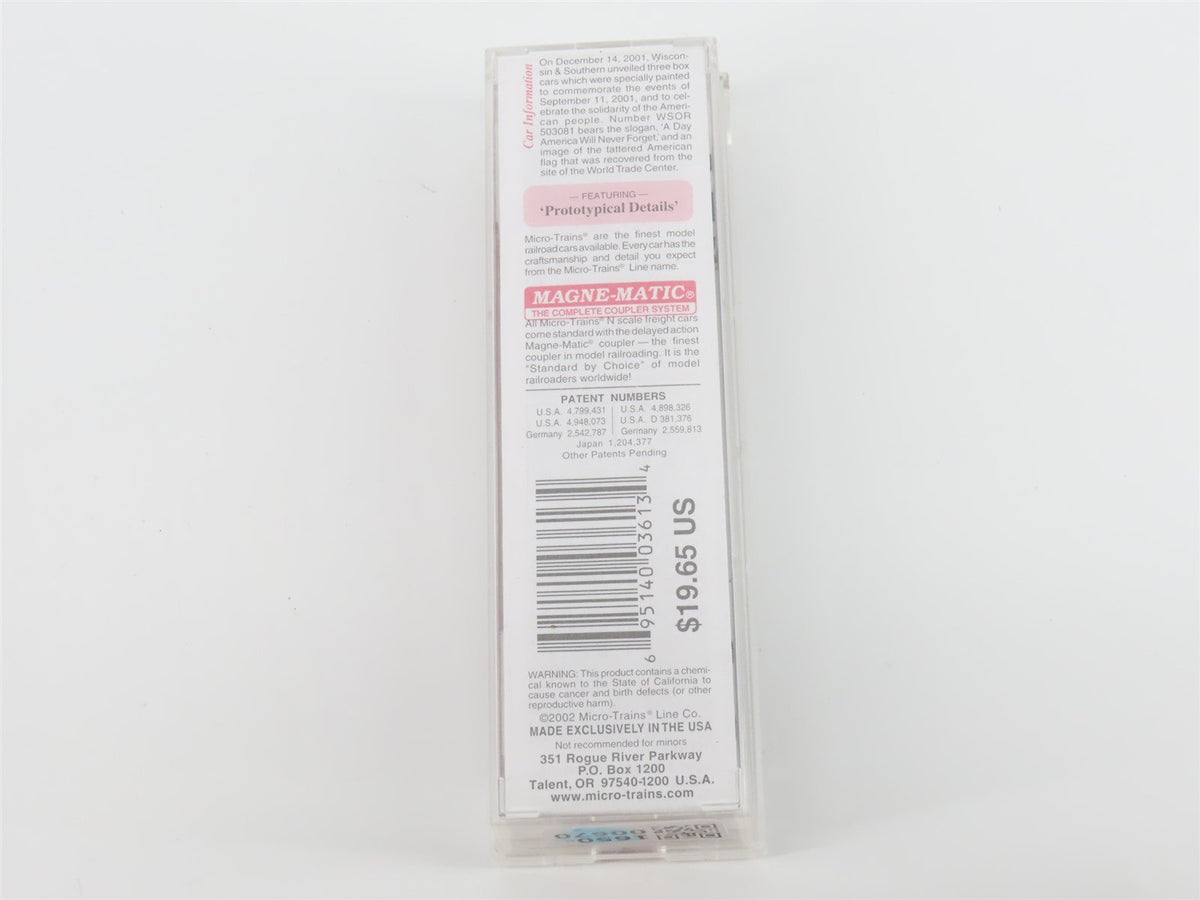 Car Information
On December 14, 2001, Wiscon-
sin & Southern unveiled three box
cars which were specially painted
to commemorate the events of
September 11, 2001, and to cel-
ebrate the solidarity of the Ameri-
can people. Number WSOR
503081 bears the slogan, 'A Day
America Will Never Forget,' and an
image of the tattered American
flag that was recovered from the
site of the World Trade Center.
— FEATURING —
'Prototypical Details'
Micro-Trains® are the finest model
railroad cars available. Every car has the
craftsmanship and detail you expect
from the Micro-Trains® Line name.
MAGNE-MATIC®
THE COMPLETE COUPLER SYSTEM
All Micro-Trains® N scale freight cars
come standard with the delayed action
Magne-Matic® coupler — the finest
coupler in model railroading. It is the
"Standard by Choice" of model
railroaders worldwide!
PATENT NUMBERS
U.S.A. 4,799,431 U.S.A. 4,898,326
U.S.A. 4,948,073 U.S.A. D 381,376
Germany 2,542,787 Germany 2,559,813
Japan 1,204,377
Other Patents Pending
6 95140 03613 4
$19.65 US
WARNING: This product contains a chemi-
cal known to the State of California to
cause cancer and birth defects (or other
reproductive harm).
©2002 Micro-Trains® Line Co.
MADE EXCLUSIVELY IN THE USA
Not recommended for minors
351 Rogue River Parkway
P.O. Box 1200
Talent, OR 97540-1200 U.S.A.
www.micro-trains.com